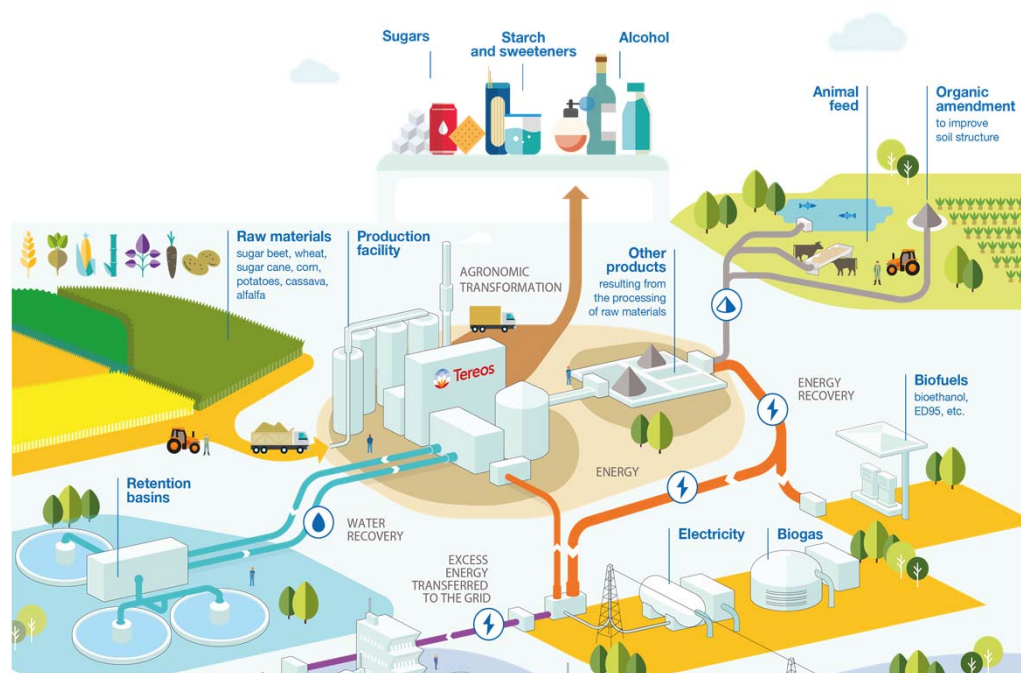 Sugars
Starch
and sweeteners
Alcohol
Animal
feed
Organic
amendment
to improve
soil structure
Raw materials
sugar beet, wheat,
sugar cane, corn,
potatoes, cassava,
alfalfa
Production
facility
AGRONOMIC
TRANSFORMATION
Other
products
resulting from
the processing
of raw materials
Tereos
ENERGY
RECOVERY
Biofuels
bioethanol,
ED95, etc.
ENERGY
Retention
basins
WATER
RECOVERY
EXCESS
ENERGY
TRANSFERRED
TO THE GRID
Electricity
Biogas